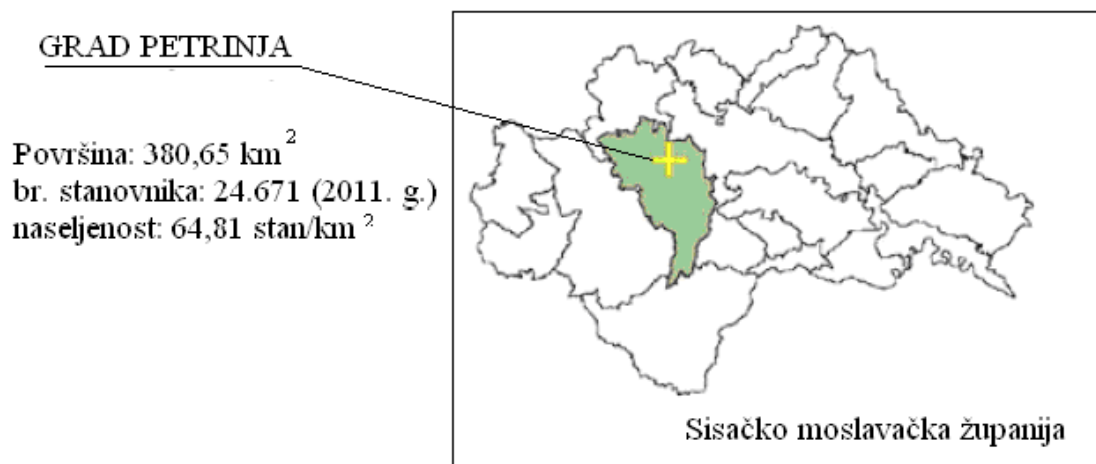 GRAD PETRINJA
Površina: 380,65 km²
br. stanovnika: 24.671 (2011. g.)
naseljenost: 64,81 stan/km²
Sisačko moslavačka županija